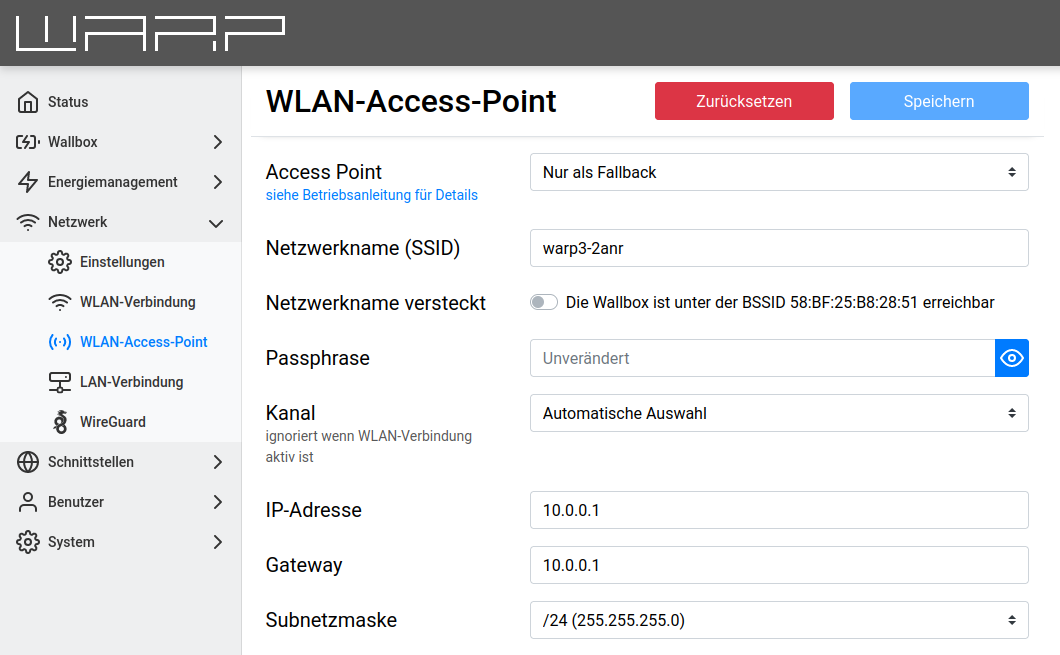 WARP
Status
Wallbox
Energiemanagement
Netzwerk
Einstellungen
WLAN-Verbindung
WLAN-Access-Point
LAN-Verbindung
WireGuard
Schnittstellen
Benutzer
System
WLAN-Access-Point
Zurücksetzen
Speichern
Access Point
siehe Betriebsanleitung für Details
Nur als Fallback
Netzwerkname (SSID)
warp3-2anr
Netzwerkname versteckt
Die Wallbox ist unter der BSSID 58:BF:25:B8:28:51 erreichbar
Passphrase
Unverändert
Kanal
ignoriert wenn WLAN-Verbindung
aktiv ist
Automatische Auswahl
IP-Adresse
10.0.0.1
Gateway
10.0.0.1
Subnetzmaske
/24 (255.255.255.0)